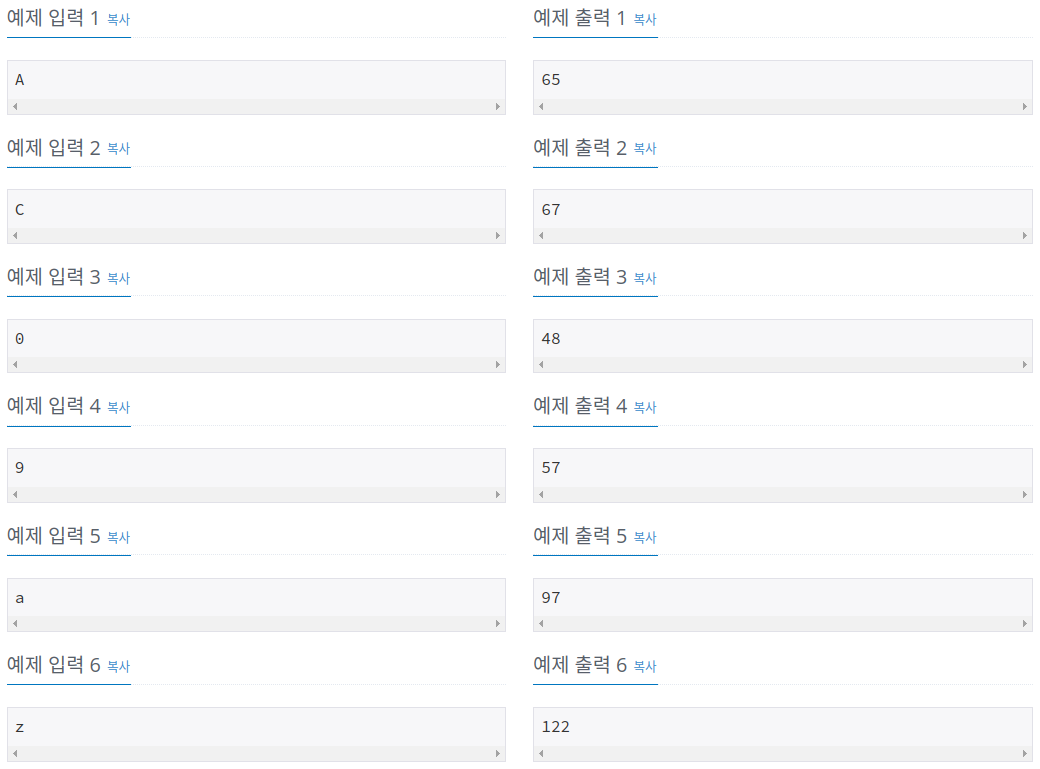 예제 입력 1 복사
예제 출력 1 복사
A
65
예제 입력 2 복사
예제 출력 2 복사
C
67
예제 입력 3 복사
예제 출력 3 복사
0
48
예제 입력 4 복사
예제 출력 4 복사
9
57
예제 입력 5 복사
예제 출력 5 복사
a
97
예제 입력 6 복사
예제 출력 6 복사
z
122